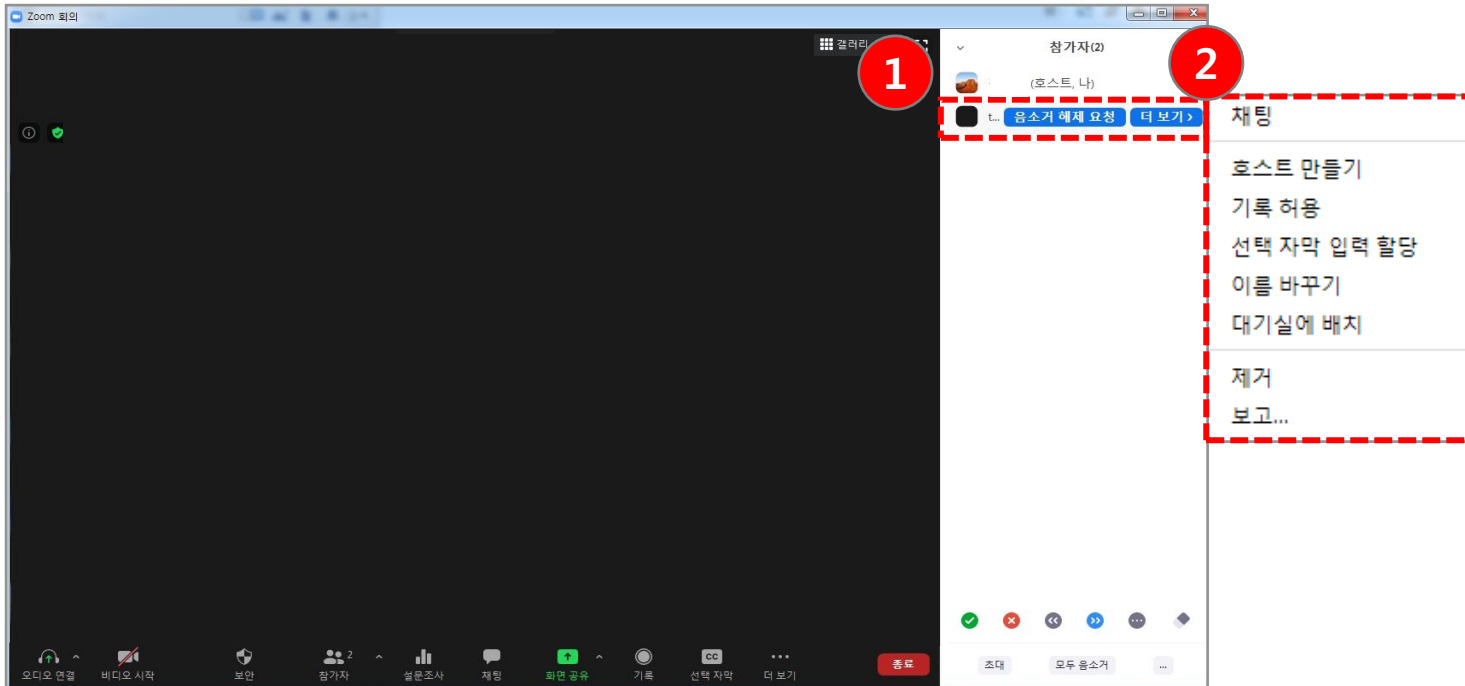 Zoom 회의
갤러리
1
참가자(2)
2
(호스트, 나)
t... 음소거 해제 요청 더 보기 >
채팅
호스트 만들기
기록 허용
선택 자막 입력 할당
이름 바꾸기
대기실에 배치
제거
보고...
2
CC
오디오 연결 비디오 시작 보안 참가자 설문조사 채팅 화면 공유 기록 선택 자막 더 보기 종료
초대 모두 음소거 ...